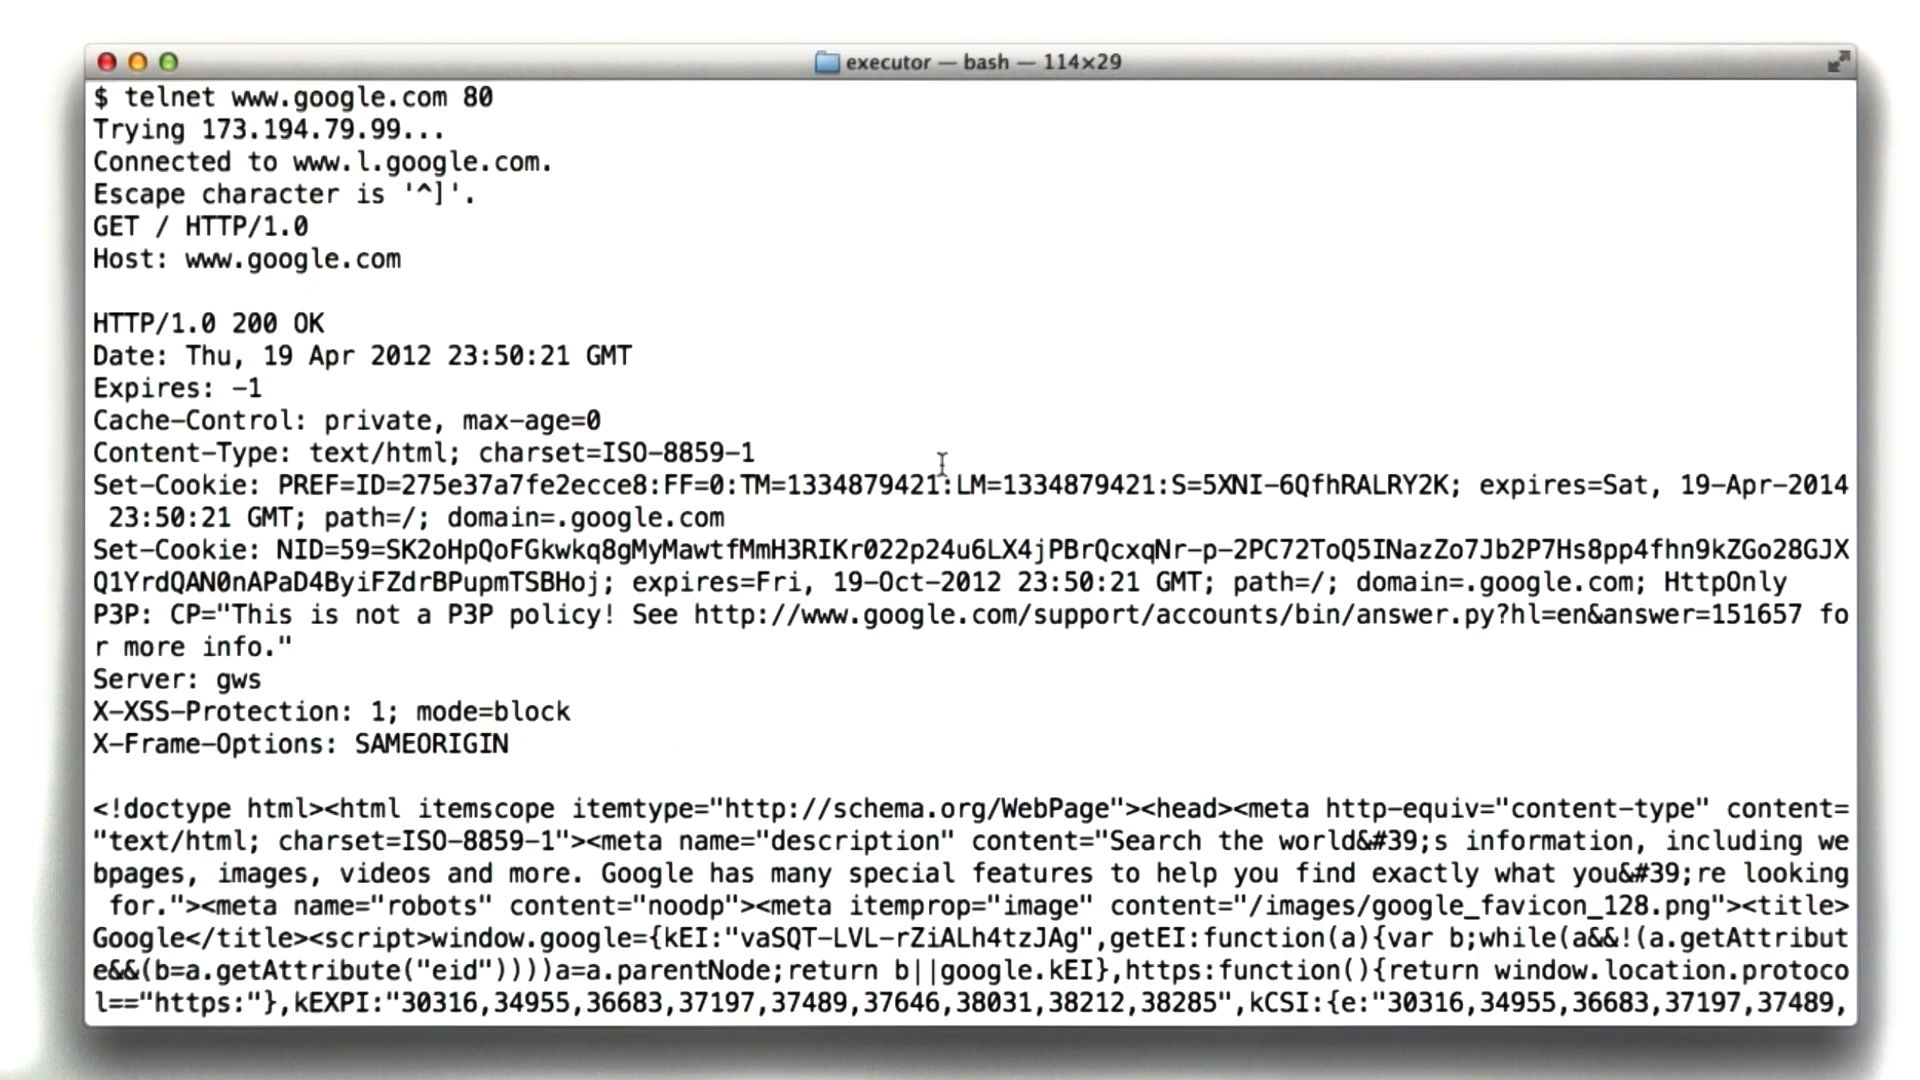 executor — bash — 114×29
$ telnet www.google.com 80
Trying 173.194.79.99...
Connected to www.l.google.com.
Escape character is '^]'.
GET / HTTP/1.0
Host: www.google.com
HTTP/1.0 200 OK
Date: Thu, 19 Apr 2012 23:50:21 GMT
Expires: -1
Cache-Control: private, max-age=0
Content-Type: text/html; charset=ISO-8859-1
Set-Cookie: PREF=ID=275e37a7fe2ecce8:FF=0:TM=1334879421:LM=1334879421:S=5XNI-6QfhRALRY2K; expires=Sat, 19-Apr-2014
 23:50:21 GMT; path=/; domain=.google.com
Set-Cookie: NID=59=SK2oHpQoFGkwkq8gMyMawtfMmH3RIKr022p24u6LX4jPBrQcxqNr-p-2PC72ToQ5INazZo7Jb2P7Hs8pp4fhn9kZGo28GJX
Q1YrdQAN0nAPaD4ByiFZdrBPupmTSBHoj; expires=Fri, 19-Oct-2012 23:50:21 GMT; path=/; domain=.google.com; HttpOnly
P3P: CP="This is not a P3P policy! See http://www.google.com/support/accounts/bin/answer.py?hl=en&answer=151657 fo
r more info."
Server: gws
X-XSS-Protection: 1; mode=block
X-Frame-Options: SAMEORIGIN
<!doctype html><html itemscope itemtype="http://schema.org/WebPage"><head><meta http-equiv="content-type" content=
"text/html; charset=ISO-8859-1"><meta name="description" content="Search the world&#39;s information, including we
bpages, images, videos and more. Google has many special features to help you find exactly what you&#39;re looking
 for."><meta name="robots" content="noodp"><meta itemprop="image" content="/images/google_favicon_128.png"><title>
Google</title><script>window.google={kEI:"vaSQT-LVL-rZiALh4tzJAg",getEI:function(a){var b;while(a&&!(a.getAttribut
e&&(b=a.getAttribute("eid"))))a=a.parentNode;return b||google.kEI},https:function(){return window.location.protoco
l=="https:"},kEXPI:"30316,34955,36683,37197,37489,37646,38031,38212,38285",kCSI:{e:"30316,34955,36683,37197,37489,